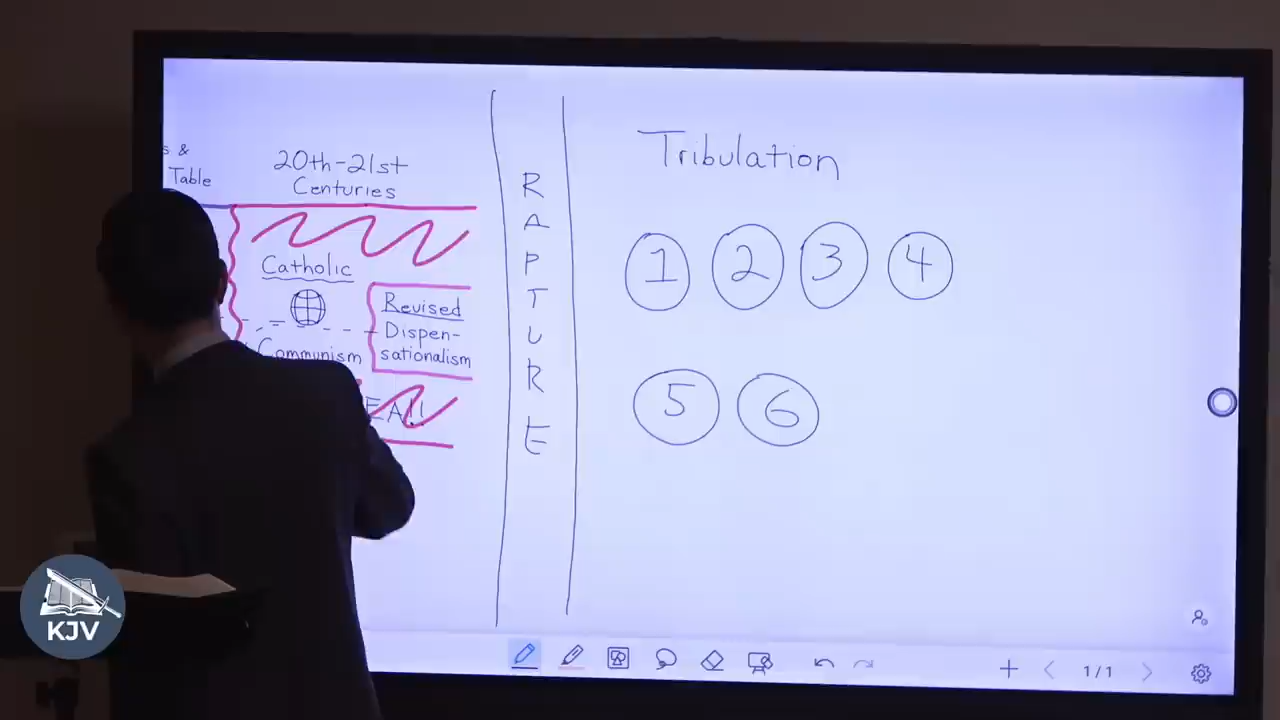 s &
Table
20th-21st
Centuries
Catholic
Revised
Dispen-
sationalism
Communism
R
A
P
T
U
R
E
Tribulation
1 2 3 4
5 6
1/1
KJV